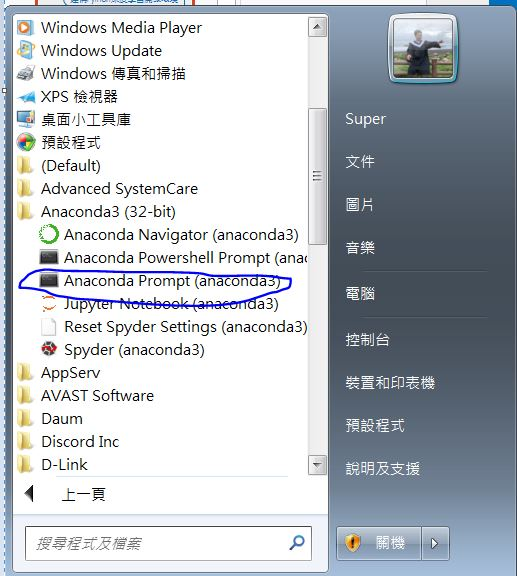 Windows Media Player
Windows Update
Windows 傳真和掃描
XPS 檢視器
桌面小工具庫
預設程式
(Default)
Advanced SystemCare
Anaconda3 (32-bit)
Anaconda Navigator (anaconda3)
Anaconda Powershell Prompt (anac
Anaconda Prompt (anaconda3)
Jupyter Notebook (anaconda3)
Reset Spyder Settings (anaconda3)
Spyder (anaconda3)
AppServ
AVAST Software
Daum
Discord Inc
D-Link
上一頁
搜尋程式及檔案
Super
文件
圖片
音樂
電腦
控制台
裝置和印表機
預設程式
說明及支援
關機